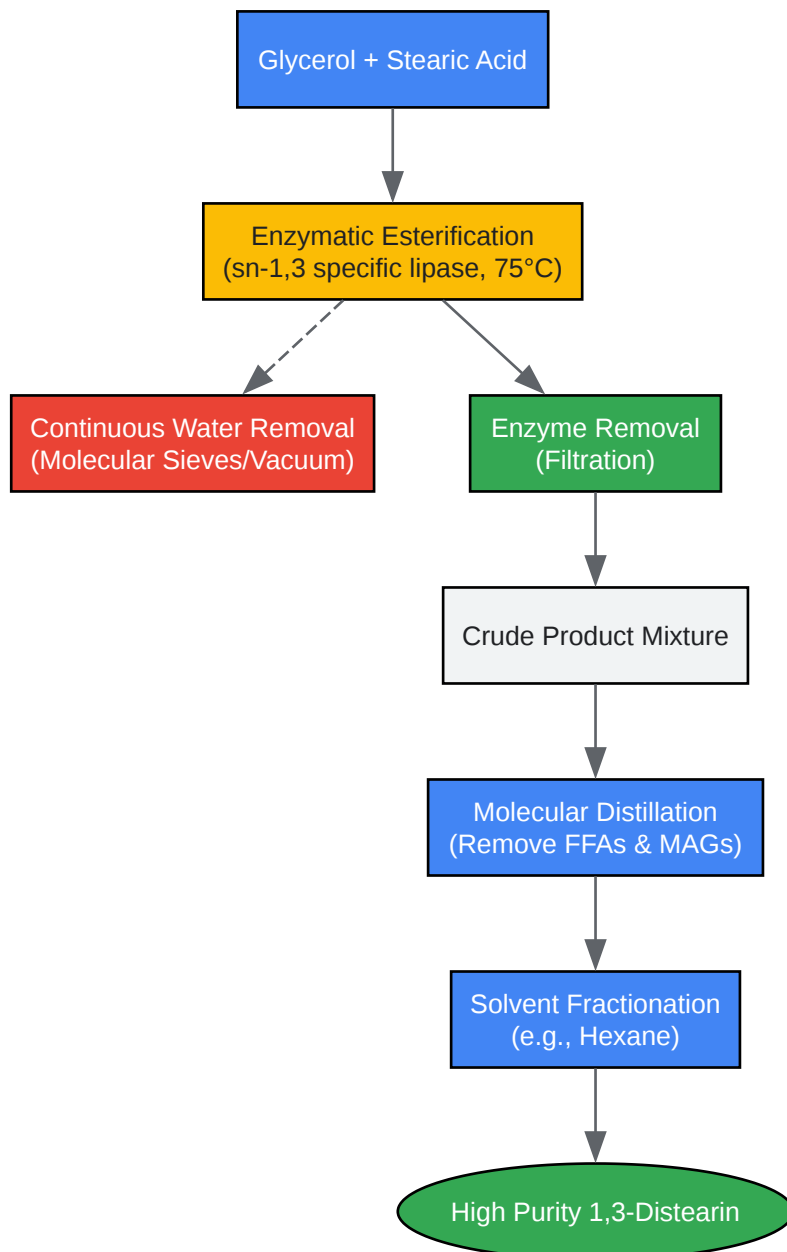 Glycerol + Stearic Acid
Enzymatic Esterification
(sn-1,3 specific lipase, 75°C)
Continuous Water Removal
(Molecular Sieves/Vacuum)
Enzyme Removal
(Filtration)
Crude Product Mixture
Molecular Distillation
(Remove FFAs & MAGs)
Solvent Fractionation
(e.g., Hexane)
High Purity 1,3-Distearin